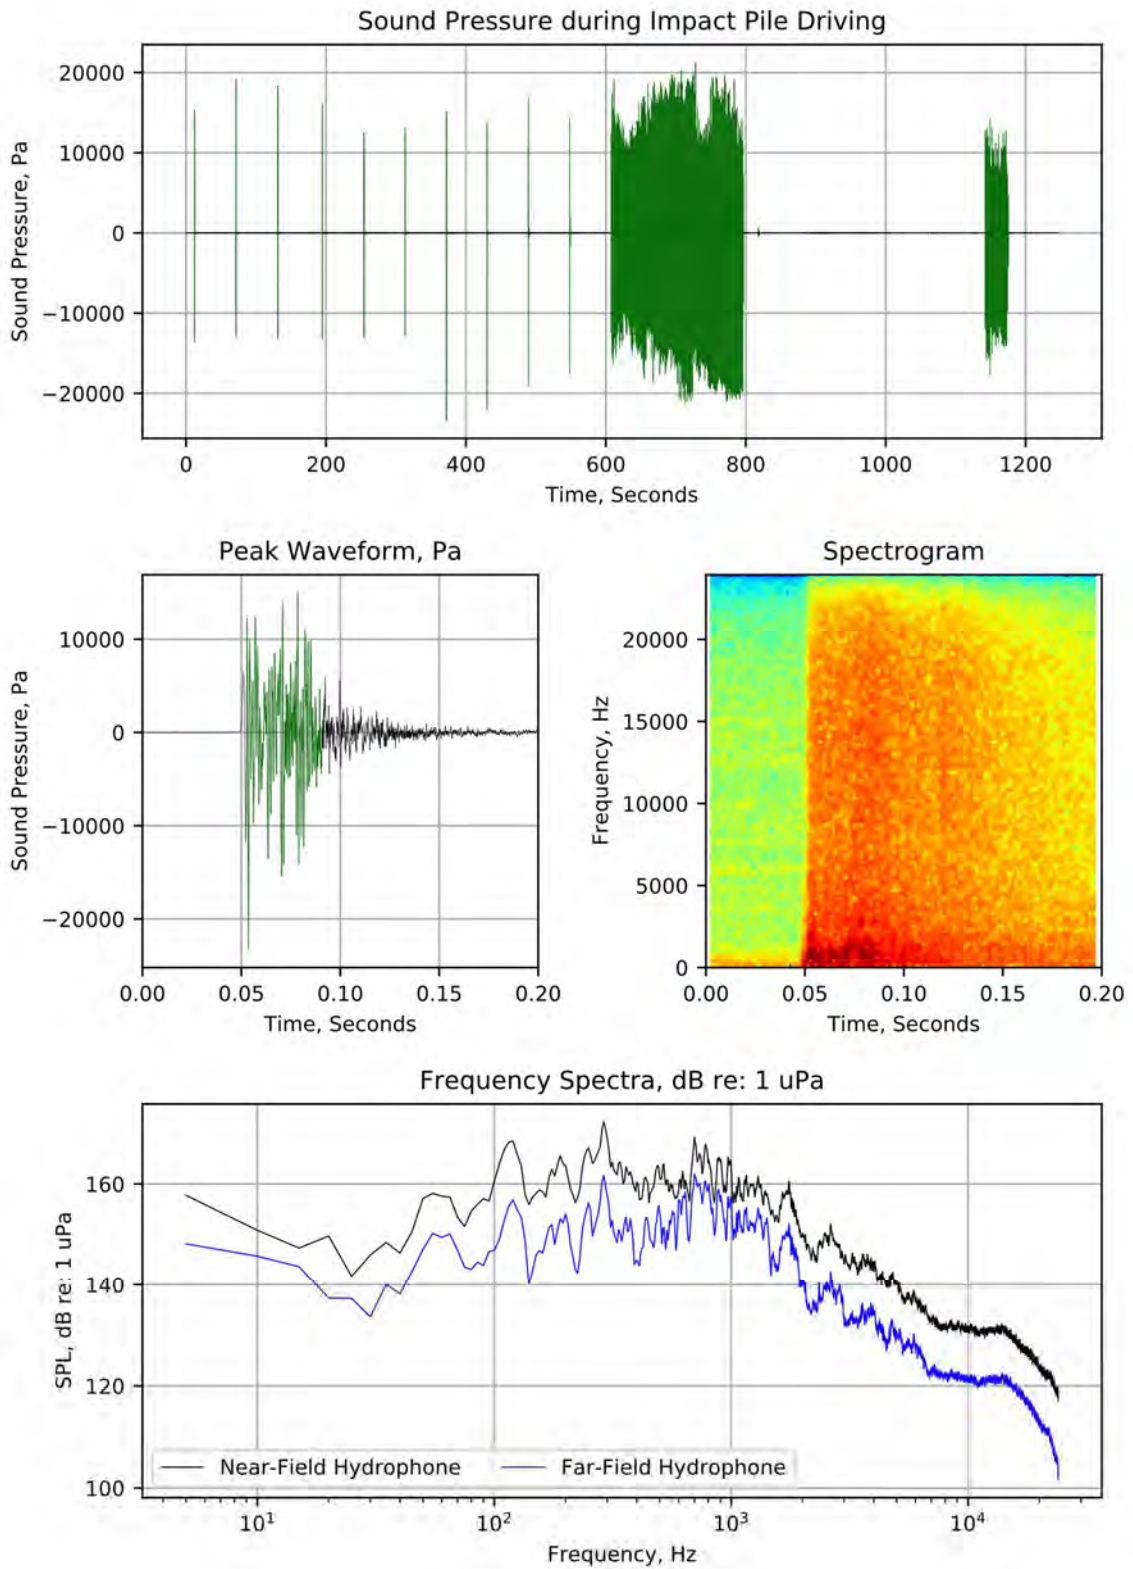 Sound Pressure during Impact Pile Driving
Sound Pressure, Pa
20000
10000
0
−10000
−20000
0 200 400 600 800 1000 1200
Time, Seconds
Peak Waveform, Pa
Sound Pressure, Pa
10000
0
−10000
−20000
0.00 0.05 0.10 0.15 0.20
Time, Seconds
Spectrogram
Frequency, Hz
20000
15000
10000
5000
0
0.00 0.05 0.10 0.15 0.20
Time, Seconds
Frequency Spectra, dB re: 1 uPa
SPL, dB re: 1 uPa
160
140
120
100
Near-Field Hydrophone Far-Field Hydrophone
10¹ 10² 10³ 10⁴
Frequency, Hz